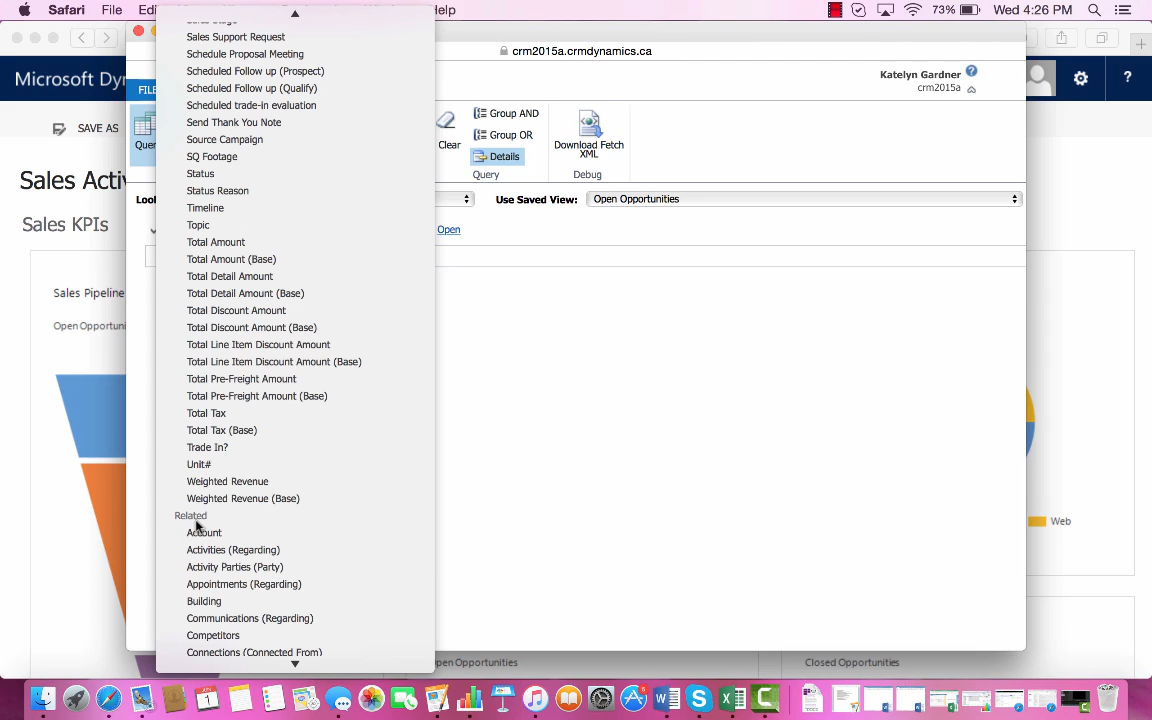 Safari File Edi elp 73% Wed 4:26 PM
crm2015a.crmdynamics.ca
Microsoft Dyn
?
FILE
Katelyn Gardner ?
crm2015a
SAVE AS
Quer
Clear
Group AND
Group OR
Details
Query
Download Fetch
XML
Debug
Sales Activ
Look
Use Saved View: Open Opportunities
Open
Sales KPIs
Sales Pipeline
Open Opportuni
Sales Stage
Sales Support Request
Schedule Proposal Meeting
Scheduled Follow up (Prospect)
Scheduled Follow up (Qualify)
Scheduled trade-in evaluation
Send Thank You Note
Source Campaign
SQ Footage
Status
Status Reason
Timeline
Topic
Total Amount
Total Amount (Base)
Total Detail Amount
Total Detail Amount (Base)
Total Discount Amount
Total Discount Amount (Base)
Total Line Item Discount Amount
Total Line Item Discount Amount (Base)
Total Pre-Freight Amount
Total Pre-Freight Amount (Base)
Total Tax
Total Tax (Base)
Trade In?
Unit#
Weighted Revenue
Weighted Revenue (Base)
Related
Account
Activities (Regarding)
Activity Parties (Party)
Appointments (Regarding)
Building
Communications (Regarding)
Competitors
Connections (Connected From)
Web
pen Opportunities
Closed Opportunities